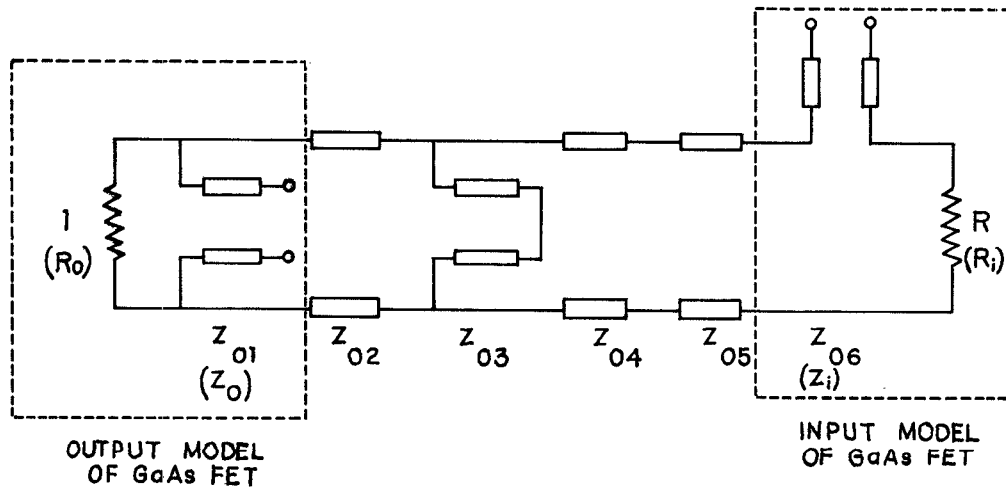 1
(R₀)
R
(Rᵢ)
Z₀₁
(Z₀)
Z₀₂
Z₀₃
Z₀₄
Z₀₅
Z₀₆
(Zᵢ)
OUTPUT MODEL
OF GaAs FET
INPUT MODEL
OF GaAs FET